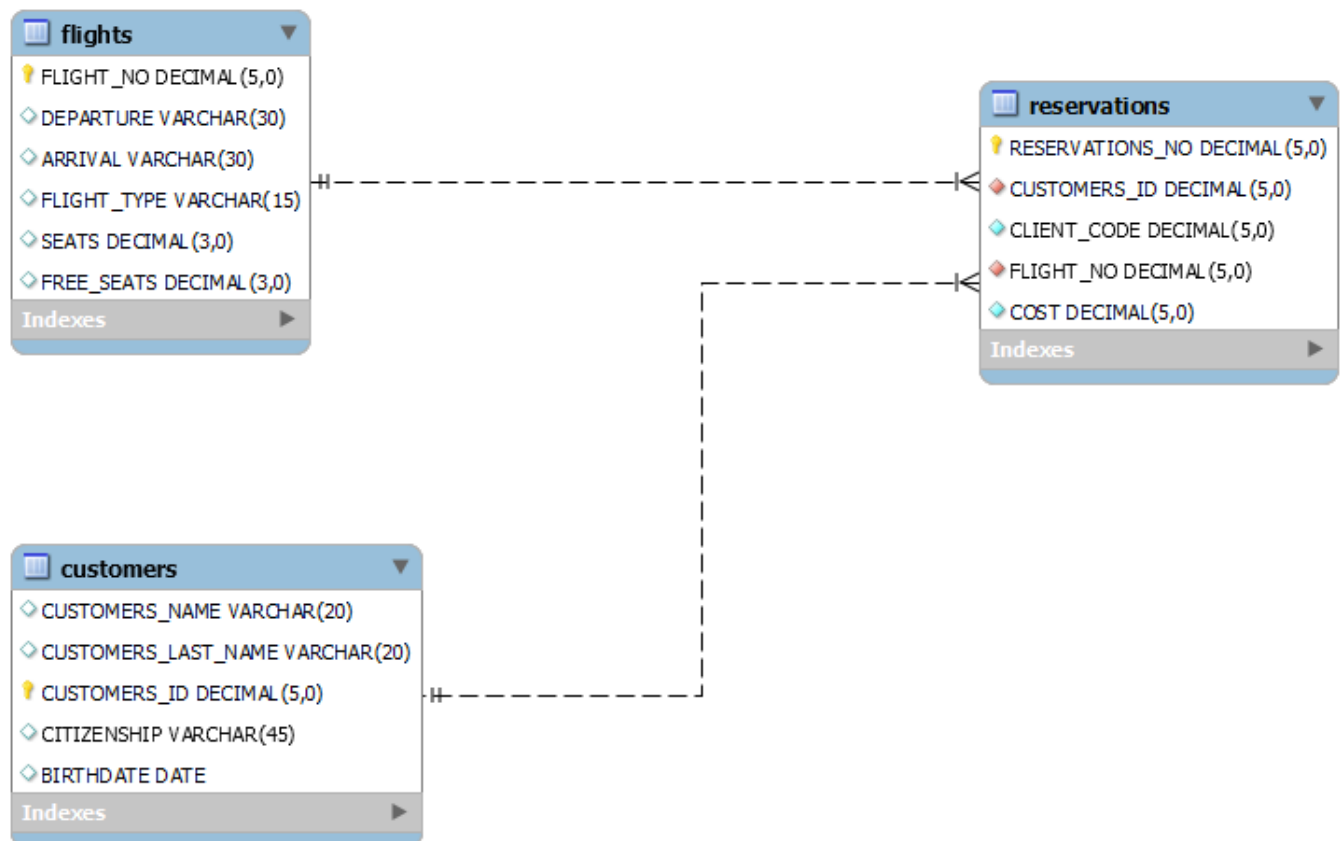 flights
FLIGHT_NO DECIMAL(5,0)
DEPARTURE VARCHAR(30)
ARRIVAL VARCHAR(30)
FLIGHT_TYPE VARCHAR(15)
SEATS DECIMAL(3,0)
FREE_SEATS DECIMAL(3,0)
Indexes
reservations
RESERVATIONS_NO DECIMAL(5,0)
CUSTOMERS_ID DECIMAL(5,0)
CLIENT_CODE DECIMAL(5,0)
FLIGHT_NO DECIMAL(5,0)
COST DECIMAL(5,0)
Indexes
customers
CUSTOMERS_NAME VARCHAR(20)
CUSTOMERS_LAST_NAME VARCHAR(20)
CUSTOMERS_ID DECIMAL(5,0)
CITIZENSHIP VARCHAR(45)
BIRTHDATE DATE
Indexes